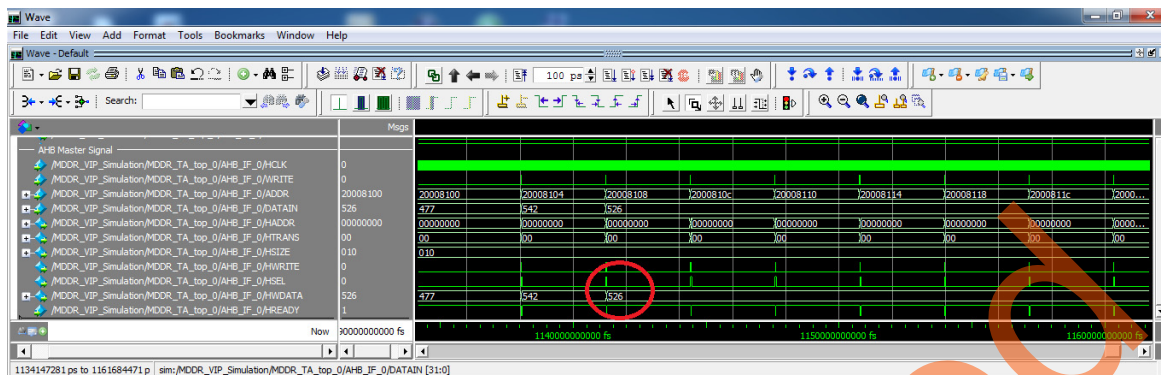 Wave
File Edit View Add Format Tools Bookmarks Window Help
Wave - Default
100 ps
Search:
Msgs
AHB Master Signal
/MDDR_VIP_Simulation/MDDR_TA_top_0/AHB_IF_0/HCLK 0
/MDDR_VIP_Simulation/MDDR_TA_top_0/AHB_IF_0/WRITE 0
/MDDR_VIP_Simulation/MDDR_TA_top_0/AHB_IF_0/ADDR 20008100 20008100 20008104 20008108 2000810c 20008110 20008114 20008118 2000811c 2000...
/MDDR_VIP_Simulation/MDDR_TA_top_0/AHB_IF_0/DATAIN 526 477 542 526
/MDDR_VIP_Simulation/MDDR_TA_top_0/AHB_IF_0/HADDR 00000000 00000000 00000000 00000000 00000000 00000000 00000000 00000000 00000000 0000...
/MDDR_VIP_Simulation/MDDR_TA_top_0/AHB_IF_0/HTRANS 00 00 00 00 00 00 00 00 00 00
/MDDR_VIP_Simulation/MDDR_TA_top_0/AHB_IF_0/HSIZE 010 010
/MDDR_VIP_Simulation/MDDR_TA_top_0/AHB_IF_0/HWRITE 0
/MDDR_VIP_Simulation/MDDR_TA_top_0/AHB_IF_0/HSEL 0
/MDDR_VIP_Simulation/MDDR_TA_top_0/AHB_IF_0/HWDATA 526 477 542 526
/MDDR_VIP_Simulation/MDDR_TA_top_0/AHB_IF_0/HREADY 1
Now 1140000000000 fs 1150000000000 fs 1160000000000 fs
1134147281 ps to 1161684471 p sim:/MDDR_VIP_Simulation/MDDR_TA_top_0/AHB_IF_0/DATAIN [31:0]